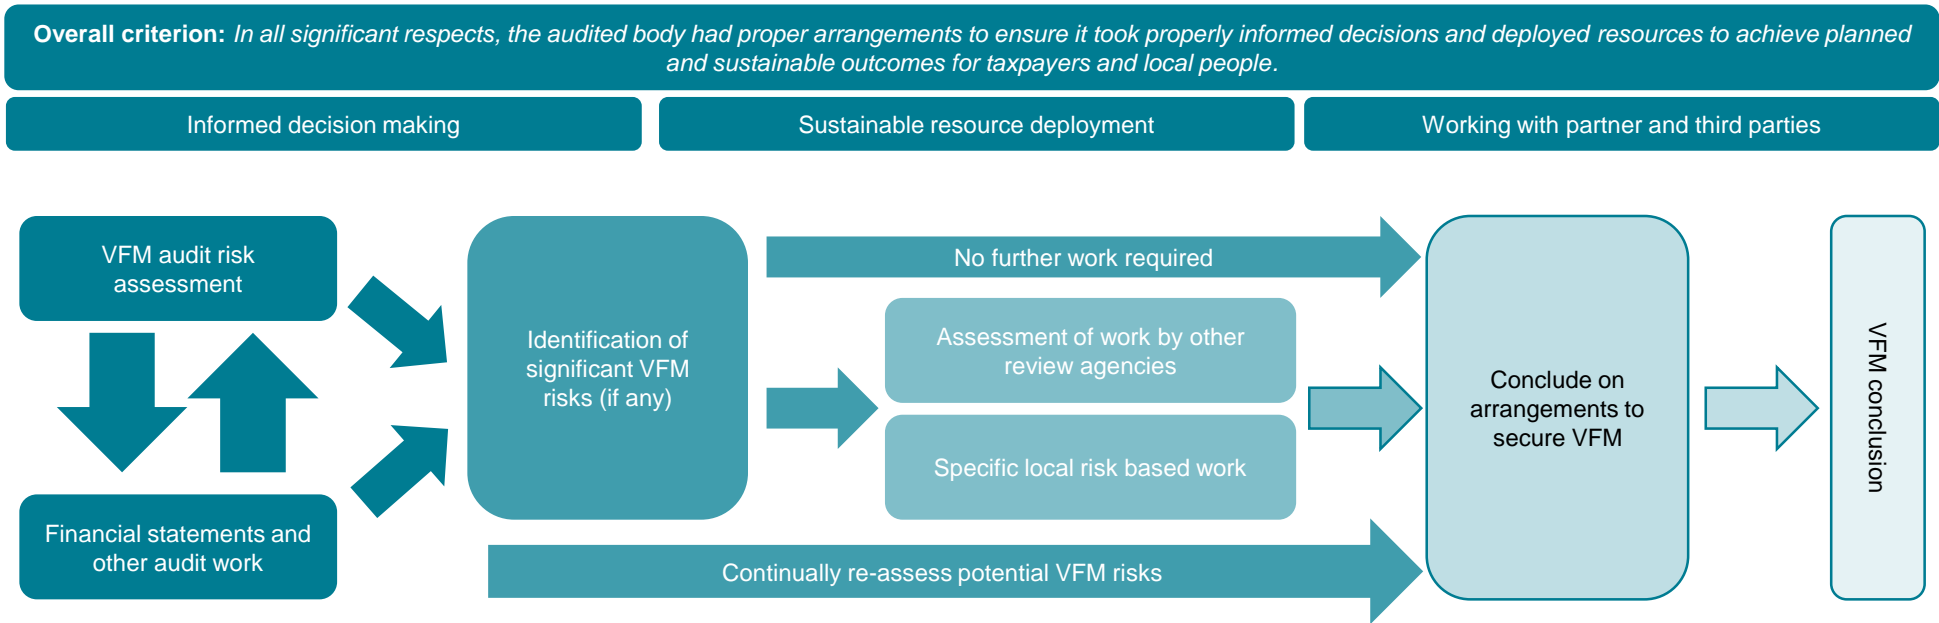 Overall criterion: In all significant respects, the audited body had proper arrangements to ensure it took properly informed decisions and deployed resources to achieve planned
and sustainable outcomes for taxpayers and local people.
Informed decision making
Sustainable resource deployment
Working with partner and third parties
VFM audit risk
assessment
Financial statements and
other audit work
Identification of
significant VFM
risks (if any)
No further work required
Assessment of work by other
review agencies
Specific local risk based work
Continually re-assess potential VFM risks
Conclude on
arrangements to
secure VFM
VFM conclusion